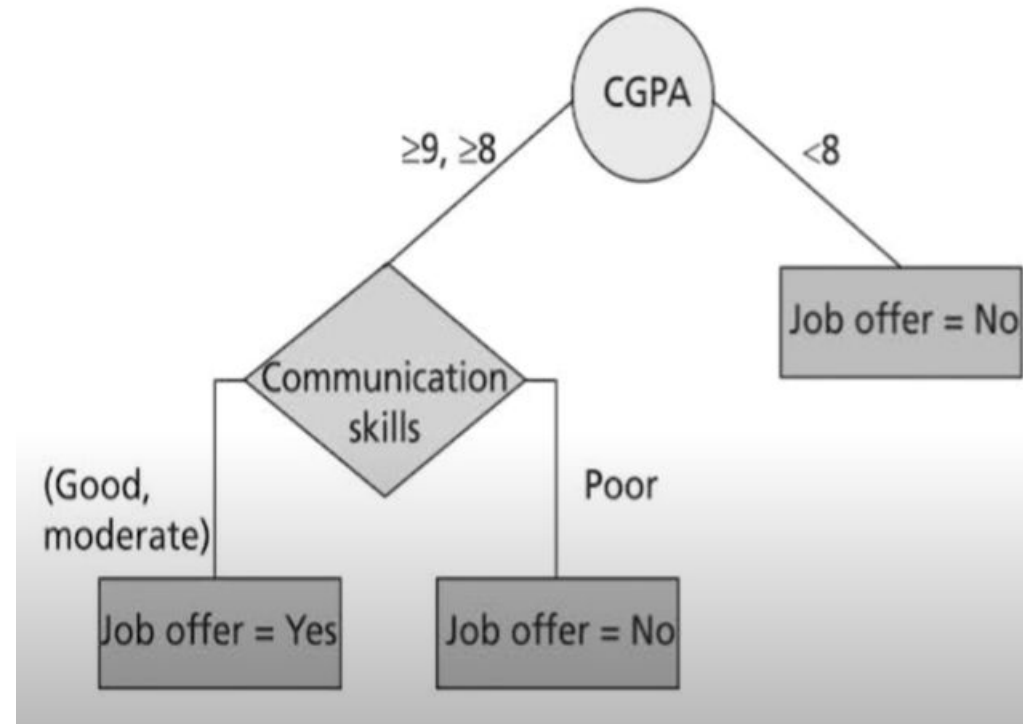 CGPA
≥9, ≥8
<8
Job offer = No
Communication
skills
(Good,
moderate)
Poor
Job offer = Yes
Job offer = No